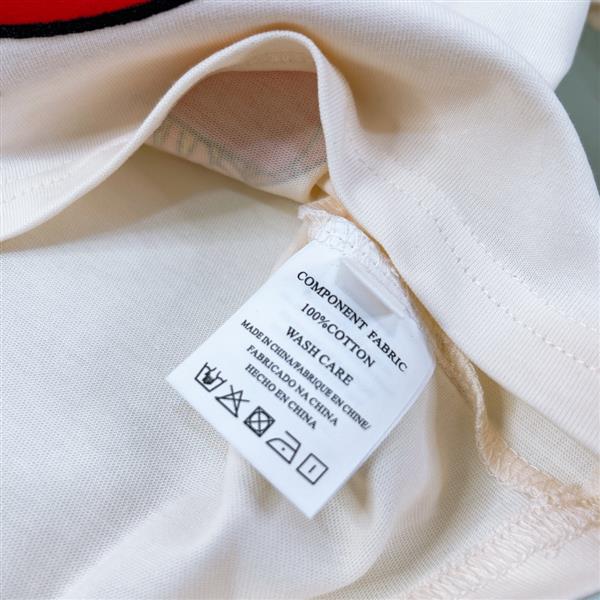 COMPONENT FABRIC
100%COTTON
WASH CARE
MADE IN CHINA/FABRIQUE EN CHINE/
FABRICADO NA CHINA
HECHO EN CHINA